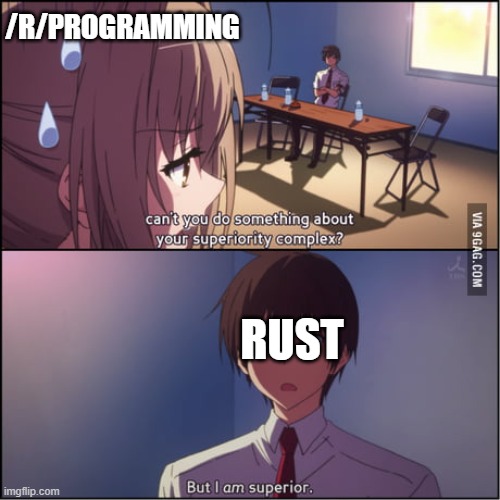 /R/PROGRAMMING
can't you do something about
your superiority complex?
VIA 9GAG.COM
RUST
But I am superior.
imgflip.com